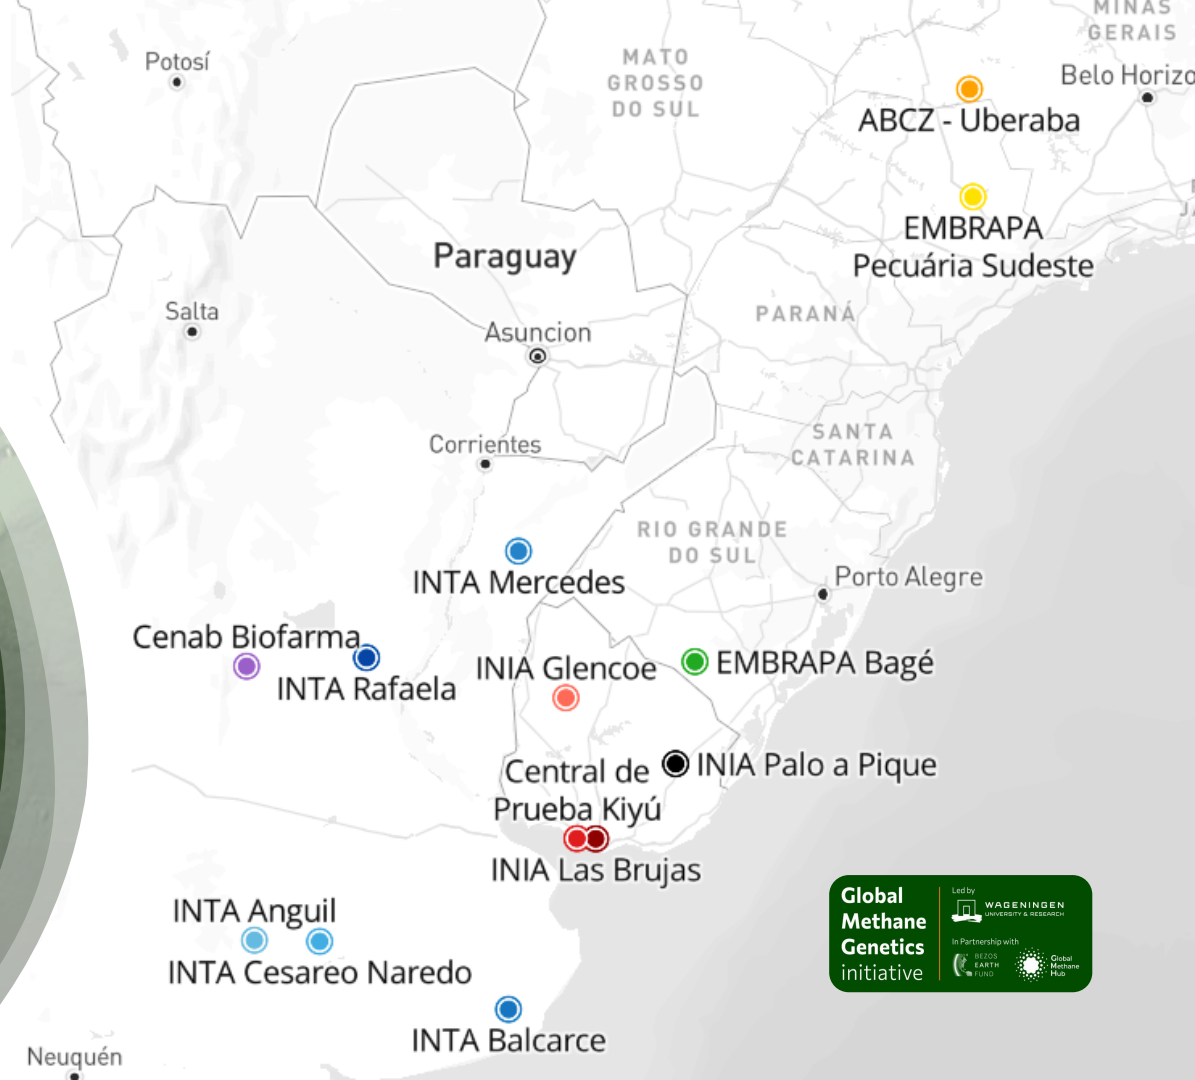 MINAS
GERAIS
Potosí
MATO
GROSSO
DO SUL
Belo Horizo
ABCZ - Uberaba
EMBRAPA
Pecuária Sudeste
Paraguay
Salta
PARANÁ
Asuncion
Corrientes
SANTA
CATARINA
RIO GRANDE
DO SUL
INTA Mercedes
Porto Alegre
Cenab Biofarma
INTA Rafaela
INIA Glencoe
EMBRAPA Bagé
Central de
Prueba Kiyú
INIA Palo a Pique
INIA Las Brujas
INTA Anguil
INTA Cesareo Naredo
INTA Balcarce
Neuquén
Global
Methane
Genetics
initiative
Led by
WAGENINGEN
UNIVERSITY & RESEARCH
In Partnership with
BEZOS
EARTH
FUND
Global
Methane
Hub